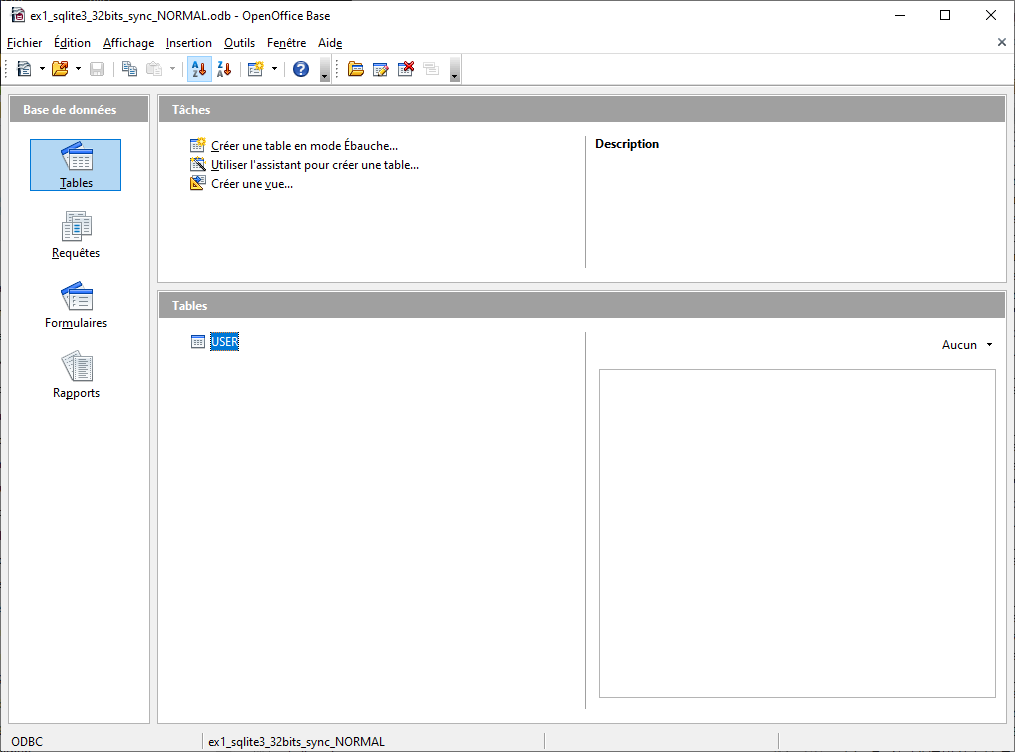 ex1_sqlite3_32bits_sync_NORMAL.odb - OpenOffice Base
Fichier Édition Affichage Insertion Outils Fenêtre Aide
Base de données
Tables
Requêtes
Formulaires
Rapports
Tâches
Créer une table en mode Ébauche...
Utiliser l'assistant pour créer une table...
Créer une vue...
Description
Tables
USER
Aucun
ODBC
ex1_sqlite3_32bits_sync_NORMAL